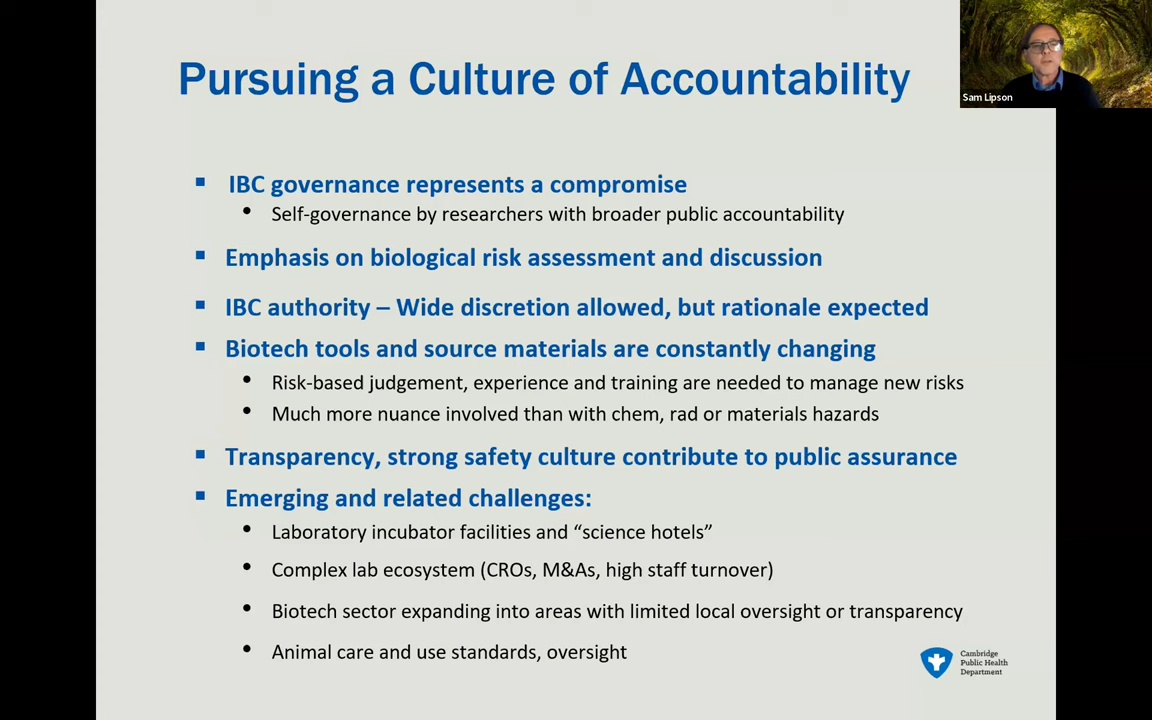 Pursuing a Culture of Accountability
Sam Lipson
▪ IBC governance represents a compromise
• Self-governance by researchers with broader public accountability
▪ Emphasis on biological risk assessment and discussion
▪ IBC authority – Wide discretion allowed, but rationale expected
▪ Biotech tools and source materials are constantly changing
• Risk-based judgement, experience and training are needed to manage new risks
• Much more nuance involved than with chem, rad or materials hazards
▪ Transparency, strong safety culture contribute to public assurance
▪ Emerging and related challenges:
• Laboratory incubator facilities and “science hotels”
• Complex lab ecosystem (CROs, M&As, high staff turnover)
• Biotech sector expanding into areas with limited local oversight or transparency
• Animal care and use standards, oversight
Cambridge
Public Health
Department